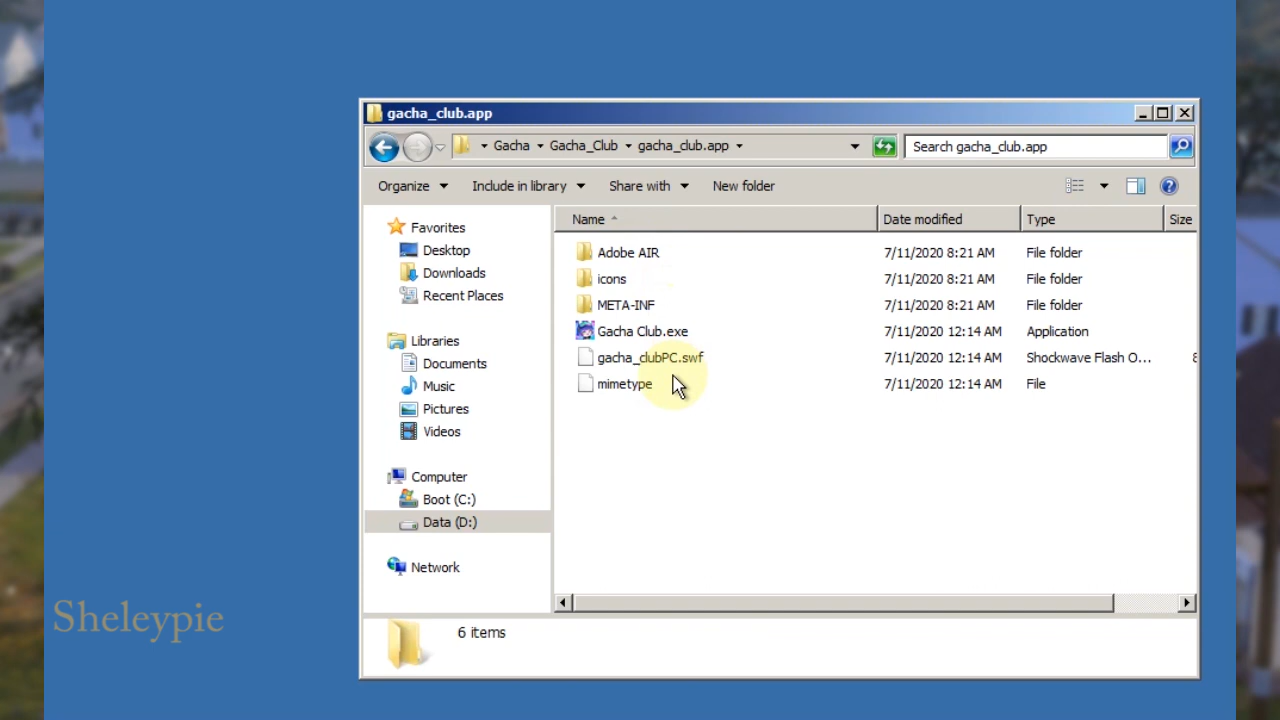 gacha_club.app
Gacha Gacha_Club gacha_club.app
Search gacha_club.app
Organize Include in library Share with New folder
Name Date modified Type Size
Favorites
Desktop
Downloads
Recent Places
Libraries
Documents
Music
Pictures
Videos
Computer
Boot (C:)
Data (D:)
Network
Adobe AIR 7/11/2020 8:21 AM File folder
icons 7/11/2020 8:21 AM File folder
META-INF 7/11/2020 8:21 AM File folder
Gacha Club.exe 7/11/2020 12:14 AM Application
gacha_clubPC.swf 7/11/2020 12:14 AM Shockwave Flash O...
mimetype 7/11/2020 12:14 AM File
6 items
Sheleypie